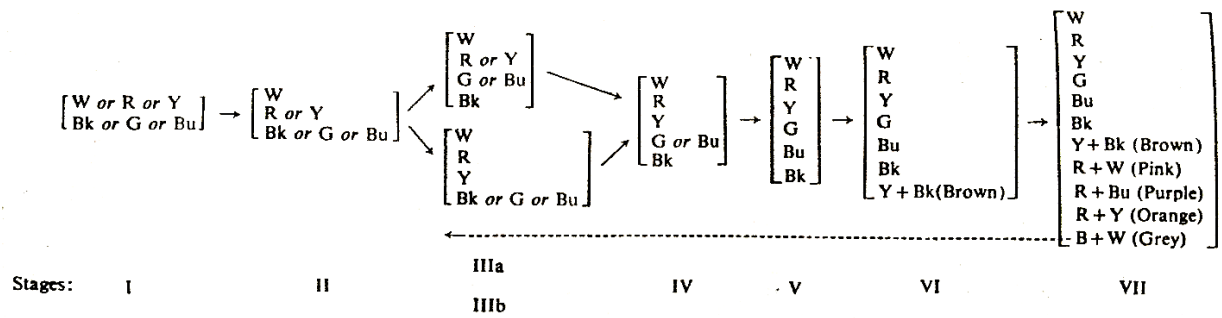 [W or R or Y
Bk or G or Bu]
[W
R or Y
Bk or G or Bu]
[W
R or Y
G or Bu
Bk]
[W
R
Y
Bk or G or Bu]
[W
R
Y
G or Bu
Bk]
[W
R
Y
G
Bu
Bk]
[W
R
Y
G
Bu
Bk
Y+Bk(Brown)]
[W
R
Y
G
Bu
Bk
Y+Bk (Brown)
R+W (Pink)
R+Bu (Purple)
R+Y (Orange)
B+W (Grey)]
Stages: I II IIIa IV V VI VII
IIIb